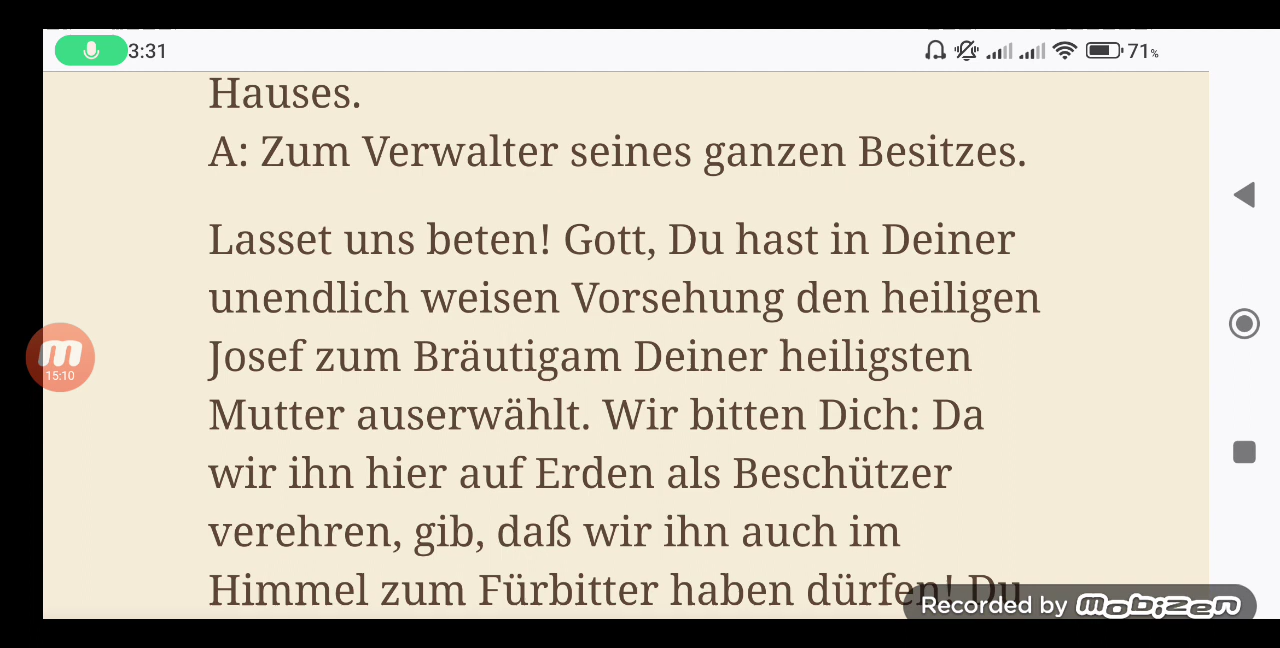 3:31
71%
Hauses.
A: Zum Verwalter seines ganzen Besitzes.
Lasset uns beten! Gott, Du hast in Deiner
unendlich weisen Vorsehung den heiligen
Josef zum Bräutigam Deiner heiligsten
Mutter auserwählt. Wir bitten Dich: Da
wir ihn hier auf Erden als Beschützer
verehren, gib, daß wir ihn auch im
Himmel zum Fürbitter haben dürfen! Du
m
15:10
Recorded by mobizen